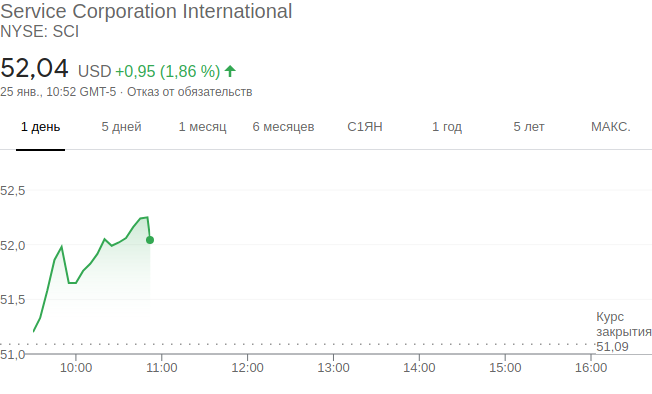 Service Corporation International
NYSE: SCI
52,04 USD +0,95 (1,86 %)
25 янв., 10:52 GMT-5 · Отказ от обязательств
1 день 5 дней 1 месяц 6 месяцев С1ЯН 1 год 5 лет МАКС.
52,5
52,0
51,5
Курс
закрытия
51,09
51,0
10:00 11:00 12:00 13:00 14:00 15:00 16:00